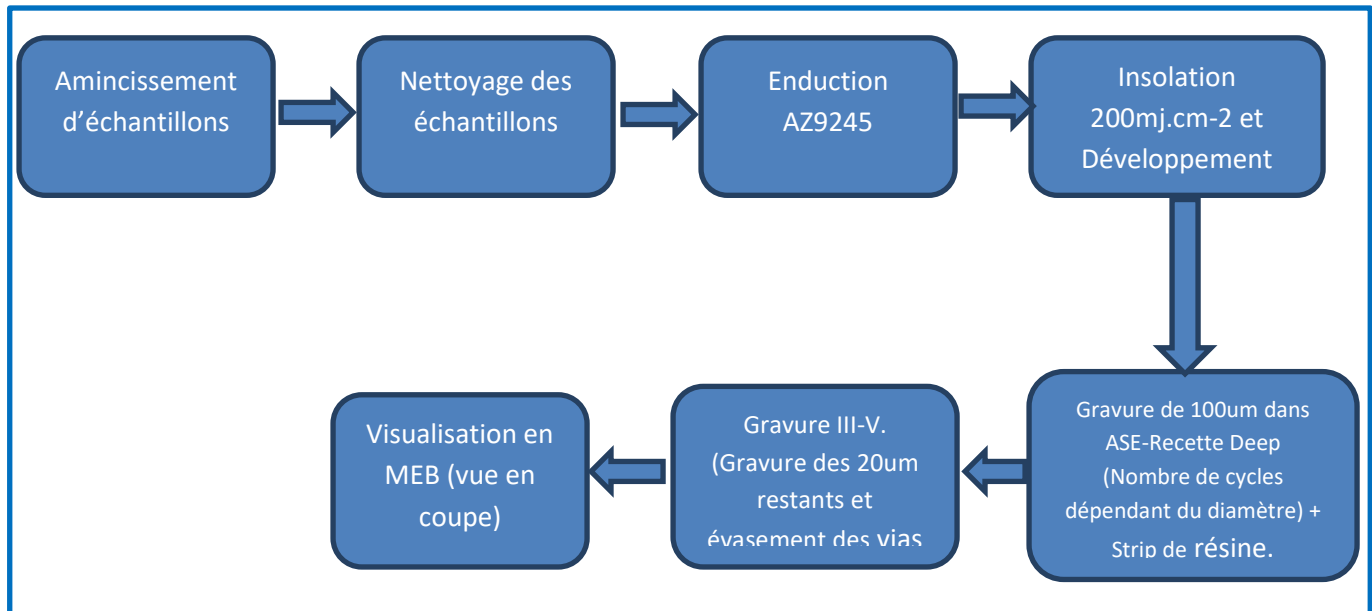 Amincissement
d’échantillons
Nettoyage des
échantillons
Enduction
AZ9245
Insolation
200mj.cm-2 et
Développement
Gravure de 100um dans
ASE-Recette Deep
(Nombre de cycles
dépendant du diamètre) +
Strip de résine.
Gravure III-V.
(Gravure des 20um
restants et
évasement des vias
Visualisation en
MEB (vue en
coupe)